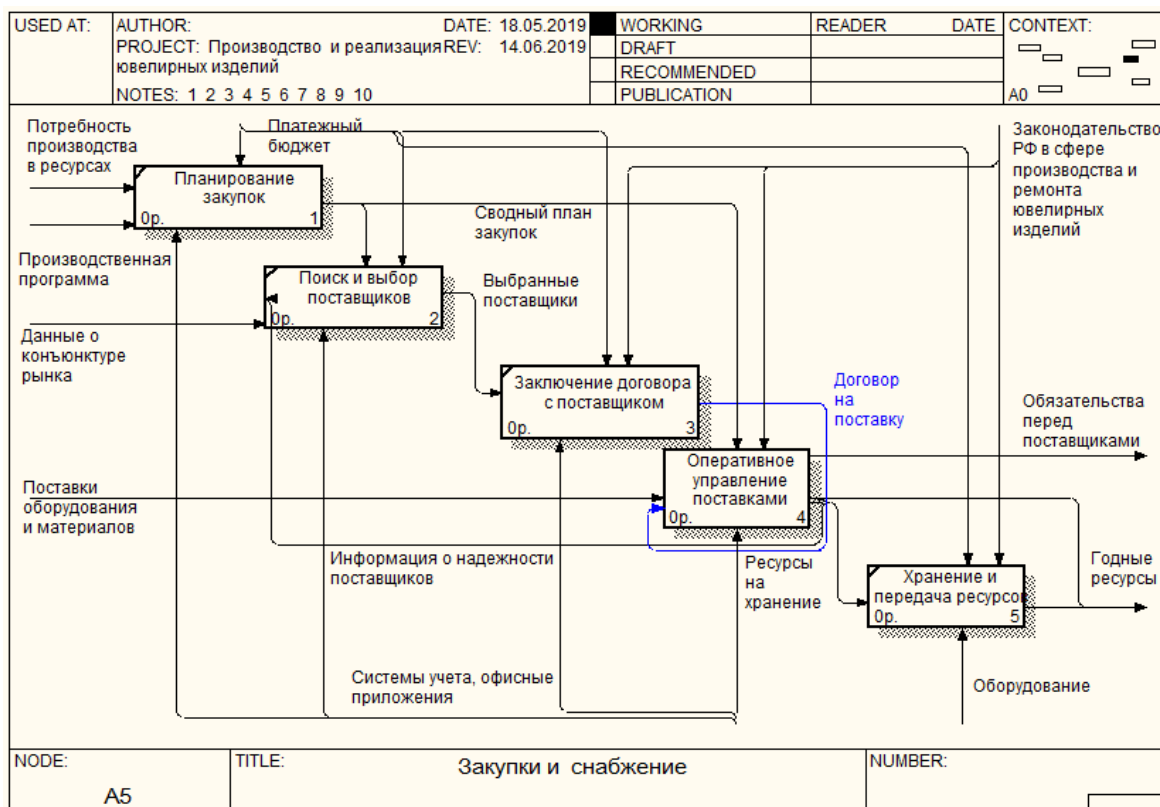 USED AT:
AUTHOR:
DATE: 18.05.2019
PROJECT: Производство и реализация
ювелирных изделий
REV: 14.06.2019
NOTES: 1 2 3 4 5 6 7 8 9 10
WORKING
DRAFT
RECOMMENDED
PUBLICATION
READER
DATE
CONTEXT:
A0
Потребность
производства
в ресурсах
Платежный
бюджет
Законодательство
РФ в сфере
производства и
ремонта
ювелирных
изделий
Планирование
закупок
0р.
1
Сводный план
закупок
Производственная
программа
Поиск и выбор
поставщиков
0р.
2
Выбранные
поставщики
Данные о
конъюнктуре
рынка
Заключение договора
с поставщиком
0р.
3
Договор
на
поставку
Обязательства
перед
поставщиками
Оперативное
управление
поставками
0р.
4
Поставки
оборудования
и материалов
Информация о надежности
поставщиков
Ресурсы
на
хранение
Хранение и
передача ресурсов
0р.
5
Годные
ресурсы
Системы учета, офисные
приложения
Оборудование
NODE:
A5
TITLE:
Закупки и снабжение
NUMBER: